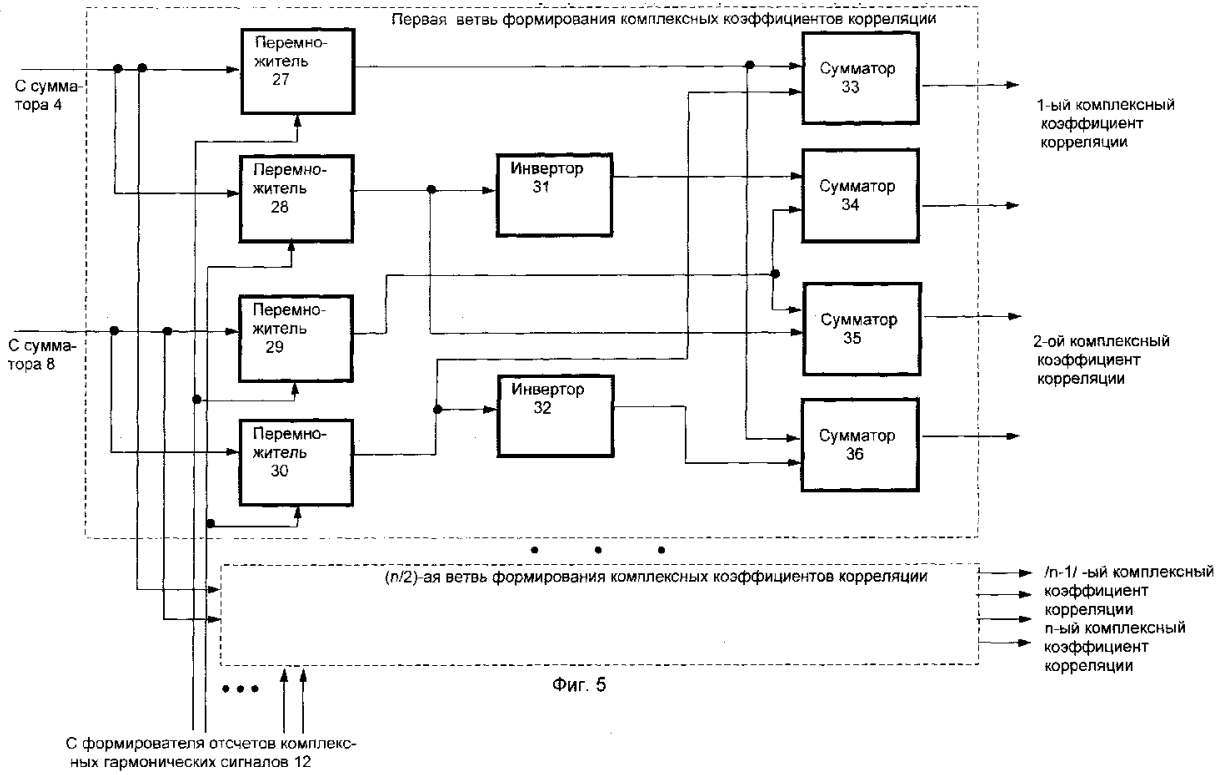 Первая ветвь формирования комплексных коэффициентов корреляции
Перемно-
житель
27
С сумма-
тора 4
Сумматор
33
1-ый комплексный
коэффициент
корреляции
Перемно-
житель
28
Инвертор
31
Сумматор
34
Перемно-
житель
29
С сумма-
тора 8
Сумматор
35
2-ой комплексный
коэффициент
корреляции
Перемно-
житель
30
Инвертор
32
Сумматор
36
(n/2)-ая ветвь формирования комплексных коэффициентов корреляции
/n-1/ -ый комплексный
коэффициент
корреляции
n-ый комплексный
коэффициент
корреляции
Фиг. 5
С формирователя отсчетов комплекс-
ных гармонических сигналов 12